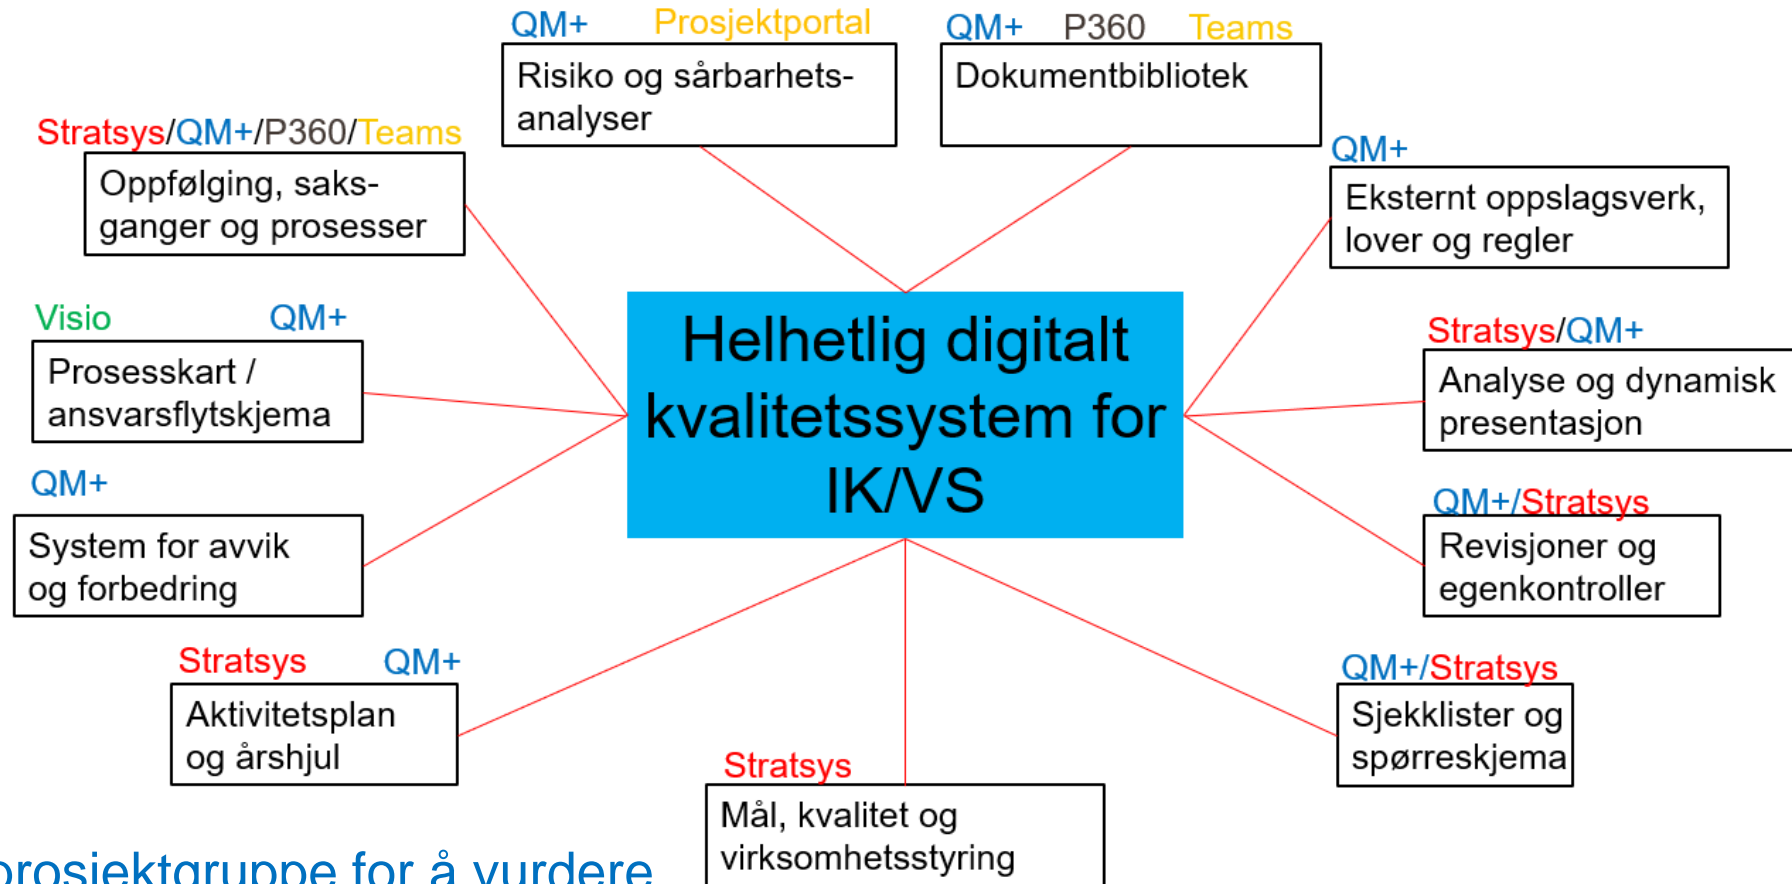 QM+ Prosjektportal
Risiko og sårbarhets-
analyser
QM+ P360 Teams
Dokumentbibliotek
Stratsys/QM+/P360/Teams
Oppfølging, saks-
ganger og prosesser
QM+
Eksternt oppslagsverk,
lover og regler
Visio QM+
Prosesskart /
ansvarsflytskjema
Helhetlig digitalt
kvalitetssystem for
IK/VS
Stratsys/QM+
Analyse og dynamisk
presentasjon
QM+
System for avvik
og forbedring
QM+/Stratsys
Revisjoner og
egenkontroller
Stratsys QM+
Aktivitetsplan
og årshjul
QM+/Stratsys
Sjekklister og
spørreskjema
Stratsys
Mål, kvalitet og
virksomhetsstyring
prosjektgruppe for å vurdere